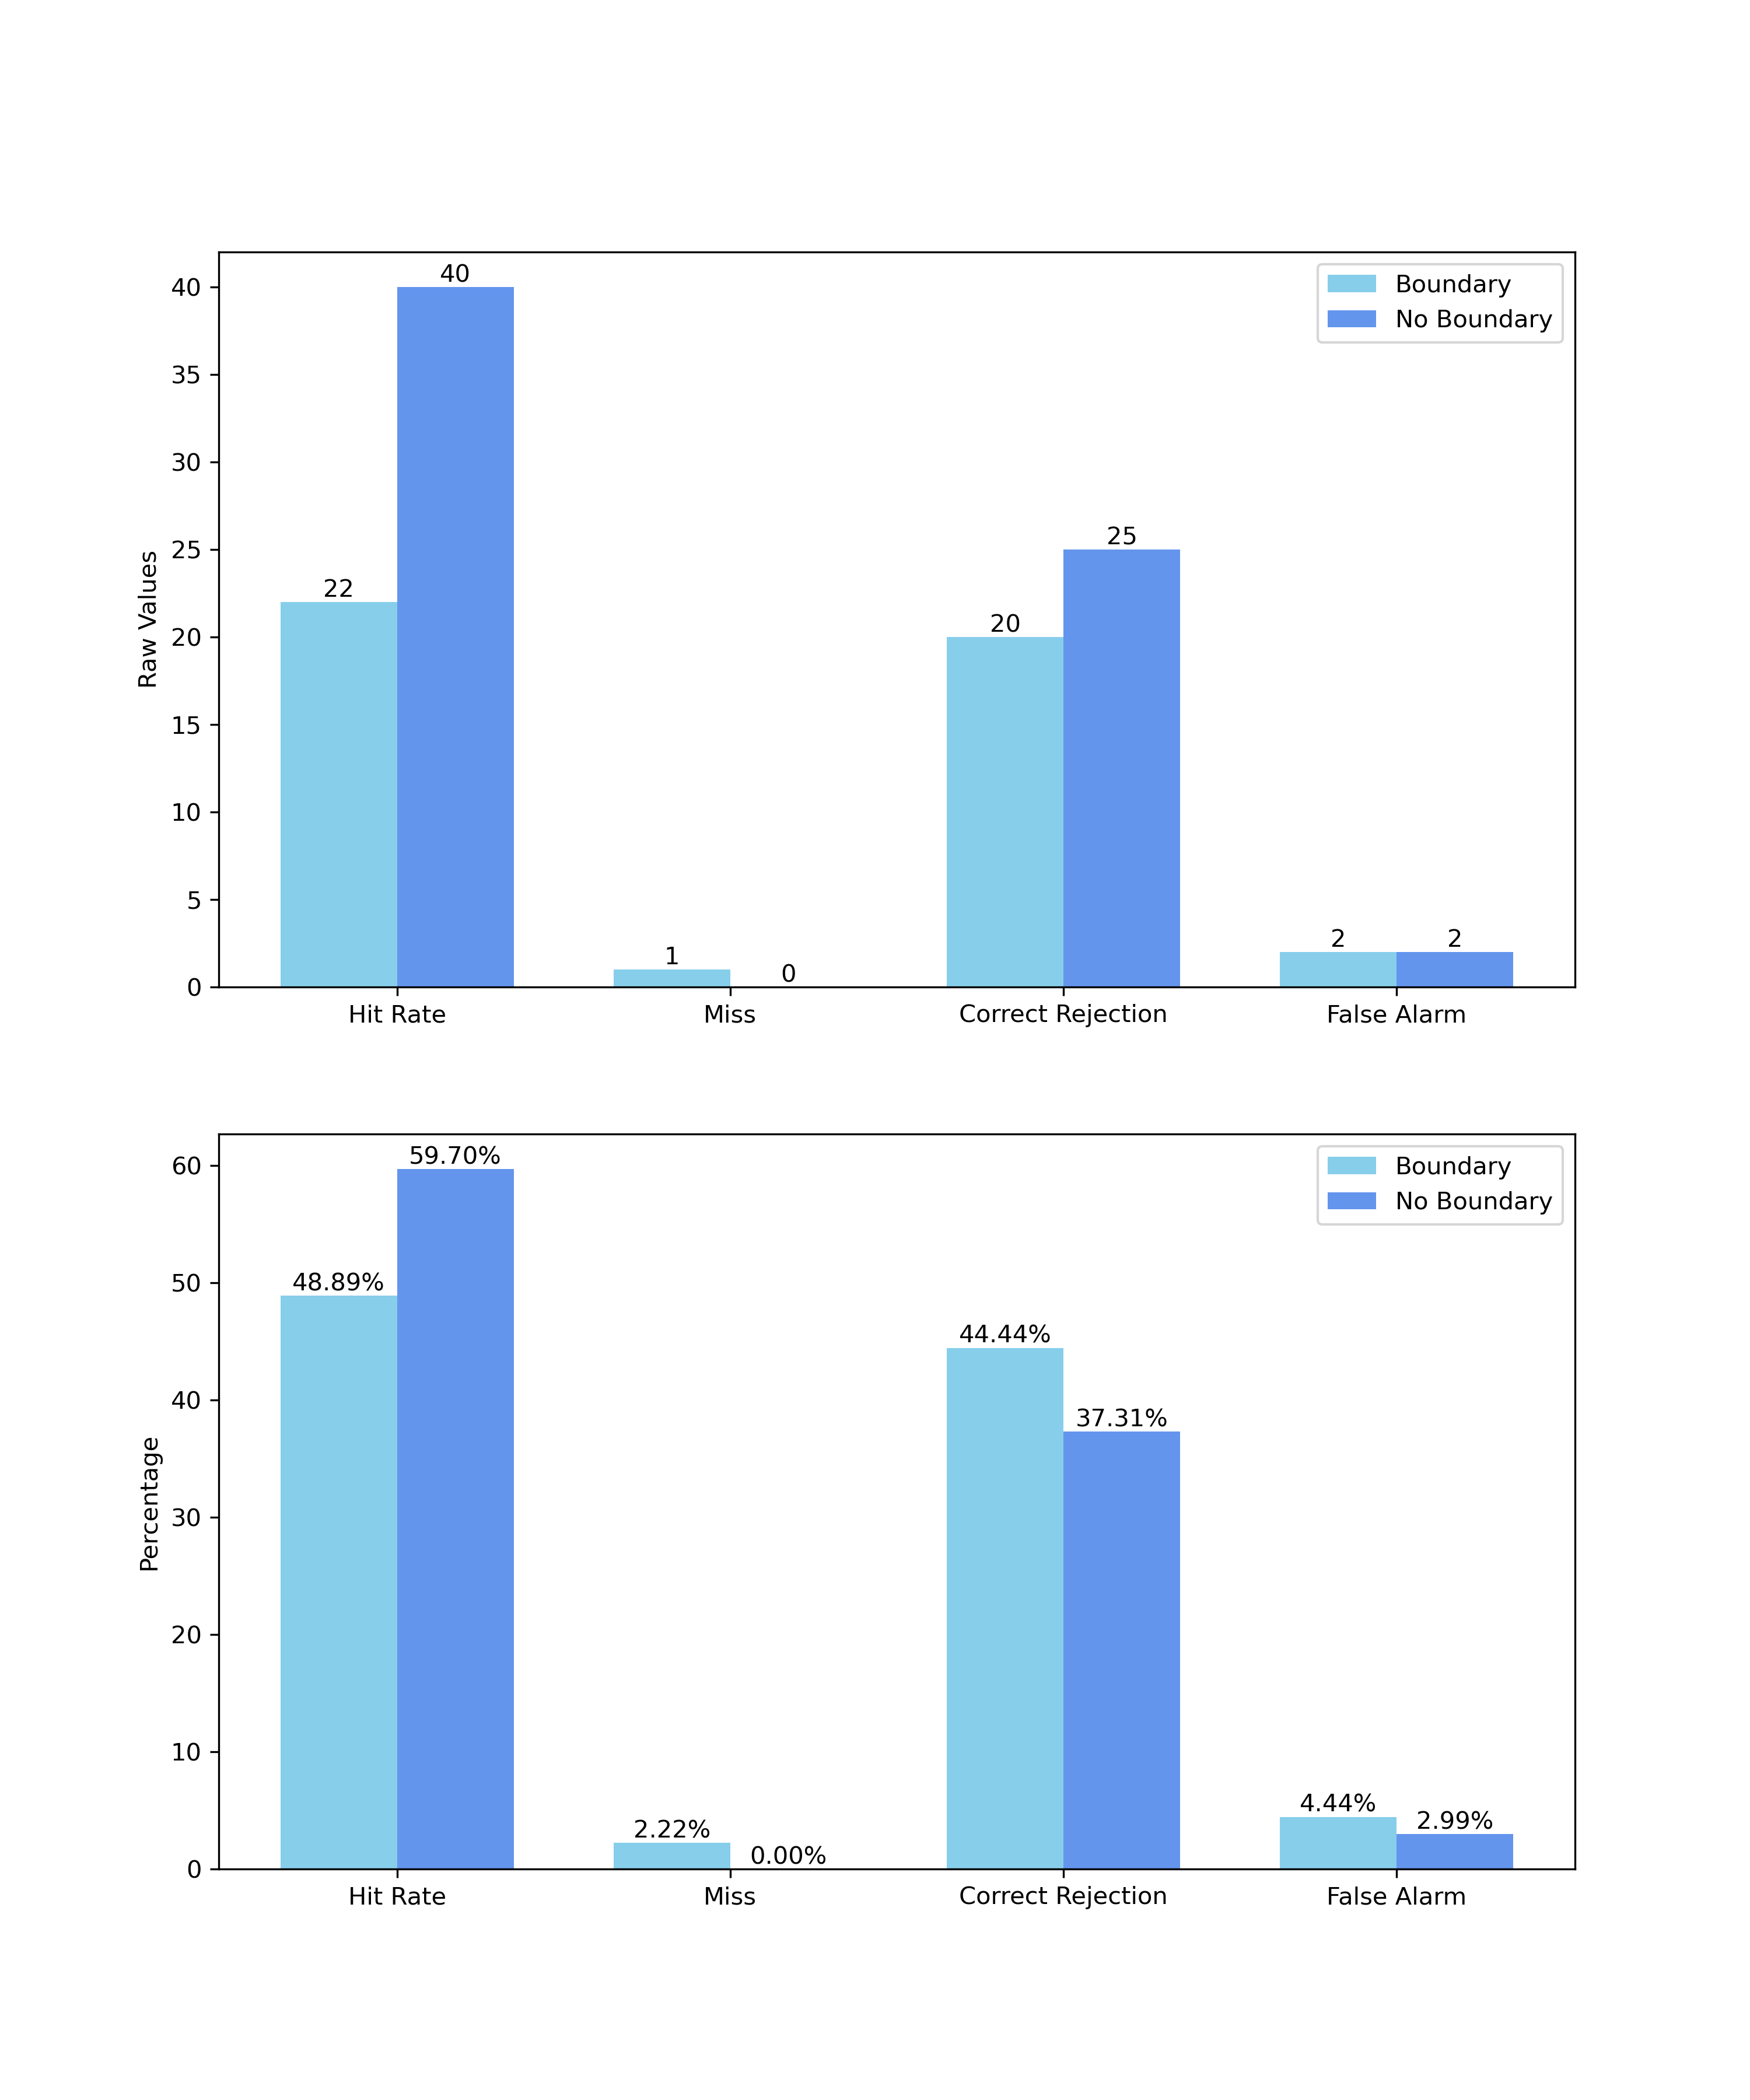 40
Boundary
No Boundary
22
25
20
1
0
2
2
40
35
30
25
20
15
10
5
0
Raw Values
Hit Rate
Miss
Correct Rejection
False Alarm
59.70%
Boundary
No Boundary
48.89%
44.44%
37.31%
2.22%
0.00%
4.44%
2.99%
60
50
40
30
20
10
0
Percentage
Hit Rate
Miss
Correct Rejection
False Alarm